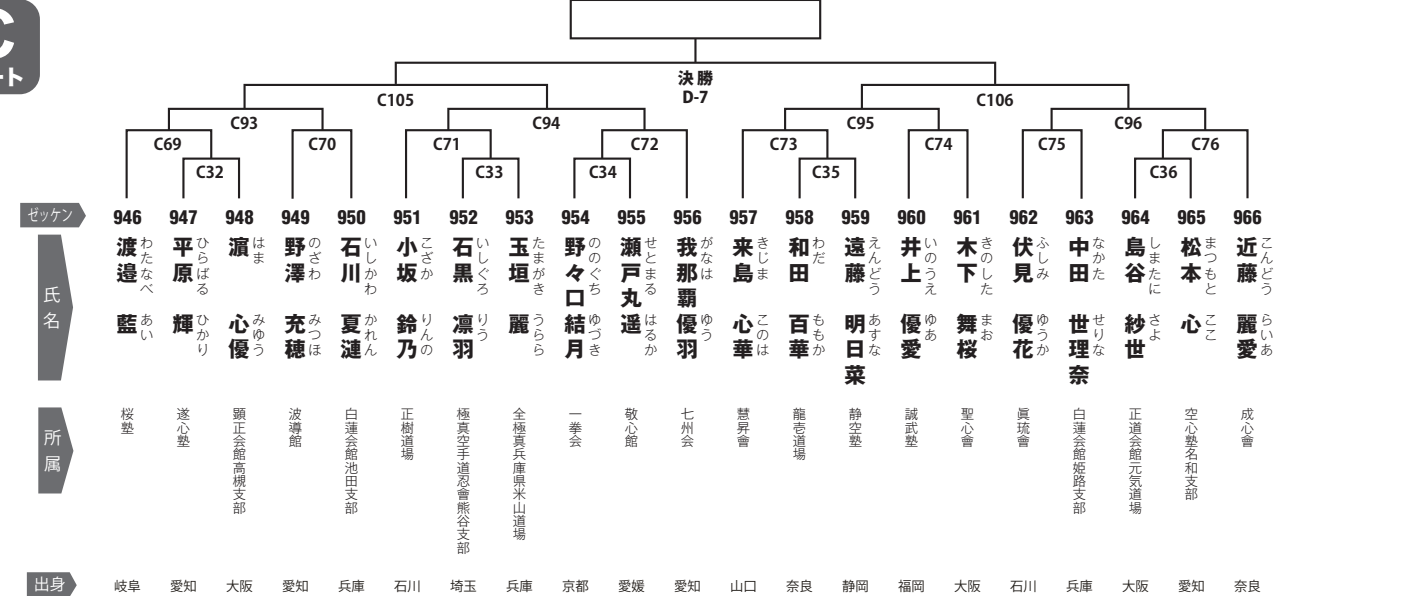 C
ート
決勝
D-7
C105
C106
C93
C94
C95
C96
C69
C70
C71
C72
C73
C74
C75
C76
C32
C33
C34
C35
C36
ゼッケン
946 947 948 949 950 951 952 953 954 955 956 957 958 959 960 961 962 963 964 965 966
氏名
渡邉 藍
わたなべ あい
平原 輝
ひらばる ひかり
濵 心優
はま みゆう
野澤 充穂
のざわ みつほ
石川 夏漣
いしかわ かれん
小坂 鈴乃
こざか りんの
石黒 凛羽
いしぐろ りう
玉垣 麗
たまがき うらら
野々口 結月
ののぐち ゆづき
瀬戸丸 遥
せとまる はるか
我那覇 優羽
がなは ゆう
来島 心華
きじま このは
和田 百華
わだ ももか
遠藤 明日菜
えんどう あすな
井上 優愛
いのうえ ゆあ
木下 舞桜
きのした まお
伏見 優花
ふしみ ゆうか
中田 世理奈
なかた せりな
島谷 紗世
しまたに さよ
松本 心
まつもと ここ
近藤 麗愛
こんどう らいあ
所属
桜塾
遂心塾
顕正会館高槻支部
波導館
白蓮会館池田支部
正樹道場
極真空手道忍會熊谷支部
全極真兵庫県米山道場
一拳会
敬心館
七州会
慧昇會
龍壱道場
静空塾
誠武塾
聖心會
眞琉會
白蓮会館姫路支部
正道会館元気道場
空心塾名和支部
成心會
出身
岐阜 愛知 大阪 愛知 兵庫 石川 埼玉 兵庫 京都 愛媛 愛知 山口 奈良 静岡 福岡 大阪 石川 兵庫 大阪 愛知 奈良